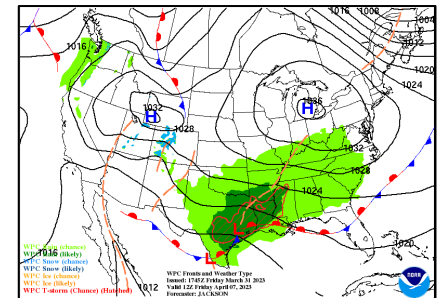 1016
1008
1004
1012
1020
1024
1016
1032
H
1036
H
1028
1032
1028
1024
1016
1020
L
L
1012
WPC Rain (chance)
WPC Rain (likely)
WPC Snow (chance)
WPC Snow (likely)
WPC Ice (chance)
WPC Ice (likely)
WPC T-storm (Chance) (Hatched)
WPC Fronts and Weather Type
Issued: 1745Z Friday March 31 2023
Valid 12Z Friday April 07, 2023
Forecaster: JACKSON
NOAA